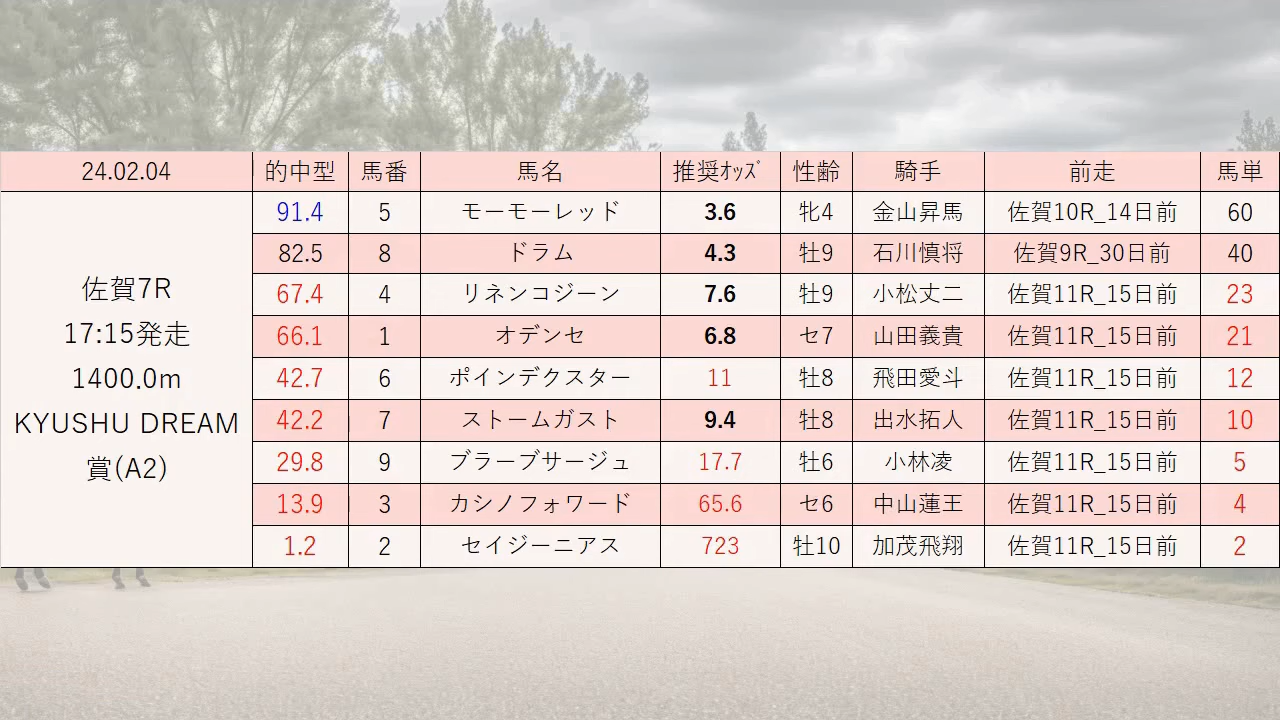 24.02.04 的中型 馬番 馬名 推奨ｵｯｽﾞ 性齢 騎手 前走 馬単
91.4 5 モーモーレッド 3.6 牝4 金山昇馬 佐賀10R_14日前 60
82.5 8 ドラム 4.3 牡9 石川慎将 佐賀9R_30日前 40
67.4 4 リネンコジーン 7.6 牡9 小松丈二 佐賀11R_15日前 23
66.1 1 オデンセ 6.8 セ7 山田義貴 佐賀11R_15日前 21
42.7 6 ポインデクスター 11 牡8 飛田愛斗 佐賀11R_15日前 12
42.2 7 ストームガスト 9.4 牡8 出水拓人 佐賀11R_15日前 10
29.8 9 ブラーブサージュ 17.7 牡6 小林凌 佐賀11R_15日前 5
13.9 3 カシノフォワード 65.6 セ6 中山蓮王 佐賀11R_15日前 4
1.2 2 セイジーニアス 723 牡10 加茂飛翔 佐賀11R_15日前 2
佐賀7R
17:15発走
1400.0m
KYUSHU DREAM
賞(A2)